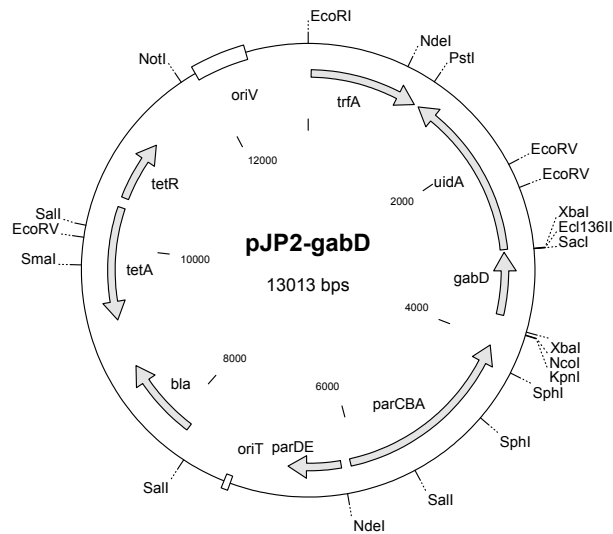 EcoRI
NdeI
PstI
NotI
oriV
trfA
12000
EcoRV
EcoRV
tetR
2000
uidA
SalI
EcoRV
SmaI
XbaI
Ecl136II
SacI
pJP2-gabD
13013 bps
tetA
10000
gabD
4000
XbaI
NcoI
KpnI
SphI
bla
8000
6000
parCBA
SphI
oriT parDE
SalI
SalI
NdeI